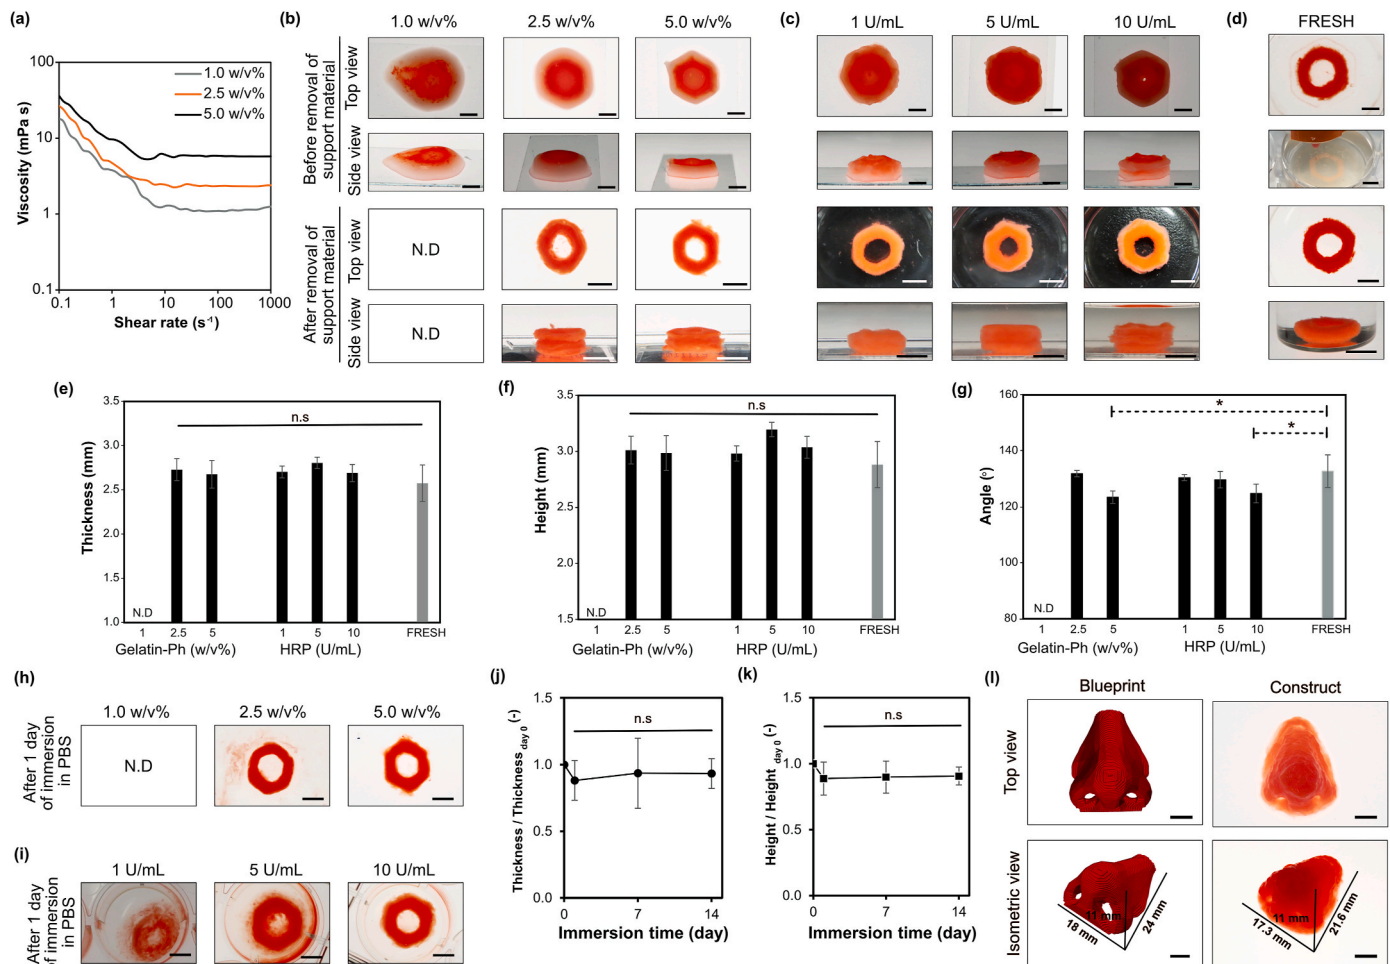 (a)
100
10
1
0.1
Viscosity (mPa s)
1.0 w/v%
2.5 w/v%
5.0 w/v%
0.1 1 10 100 1000
Shear rate (s⁻¹)
(b)
1.0 w/v% 2.5 w/v% 5.0 w/v%
Before removal of
support material
Top view
Side view
After removal of
support material
Top view
Side view
N.D
N.D
(c)
1 U/mL 5 U/mL 10 U/mL
(d)
FRESH
(e)
Thickness (mm)
3.5
3.0
2.5
2.0
1.5
1.0
n.s
N.D
1 2.5 5 1 5 10 FRESH
Gelatin-Ph (w/v%) HRP (U/mL)
(f)
Height (mm)
3.5
3.0
2.5
2.0
1.5
n.s
N.D
1 2.5 5 1 5 10 FRESH
Gelatin-Ph (w/v%) HRP (U/mL)
(g)
Angle (°)
160
140
120
100
80
*
*
N.D
1 2.5 5 1 5 10 FRESH
Gelatin-Ph (w/v%) HRP (U/mL)
(h)
1.0 w/v% 2.5 w/v% 5.0 w/v%
After 1 day
of immersion
in PBS
N.D
(i)
1 U/mL 5 U/mL 10 U/mL
After 1 day
of immersion
in PBS
(j)
Thickness / Thickness day 0 (-)
1.5
1.0
0.5
0.0
n.s
0 7 14
Immersion time (day)
(k)
Height / Height day 0 (-)
1.5
1.0
0.5
0.0
n.s
0 7 14
Immersion time (day)
(l)
Blueprint Construct
Top view
Isometric view
11 mm
18 mm
24 mm
11 mm
17.3 mm
21.6 mm